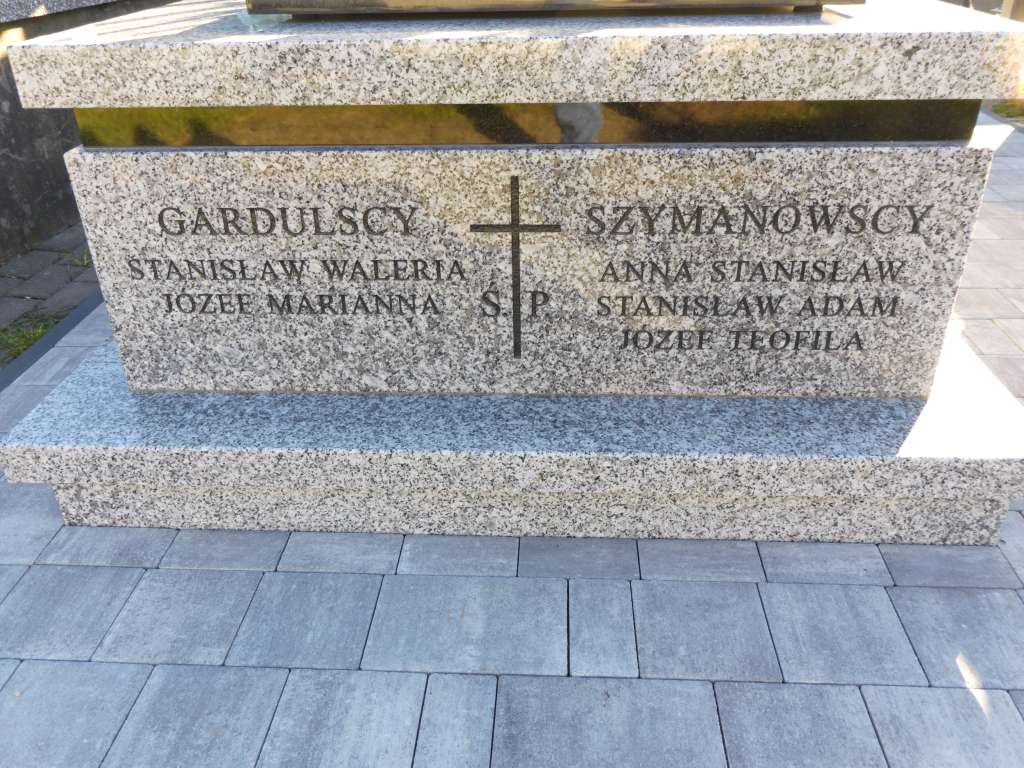 GARDULSCY
STANISŁAW WALERIA
JÓZEF MARIANNA
Ś P
SZYMANOWSCY
ANNA STANISŁAW
STANISŁAW ADAM
JÓZEF TEOFILA